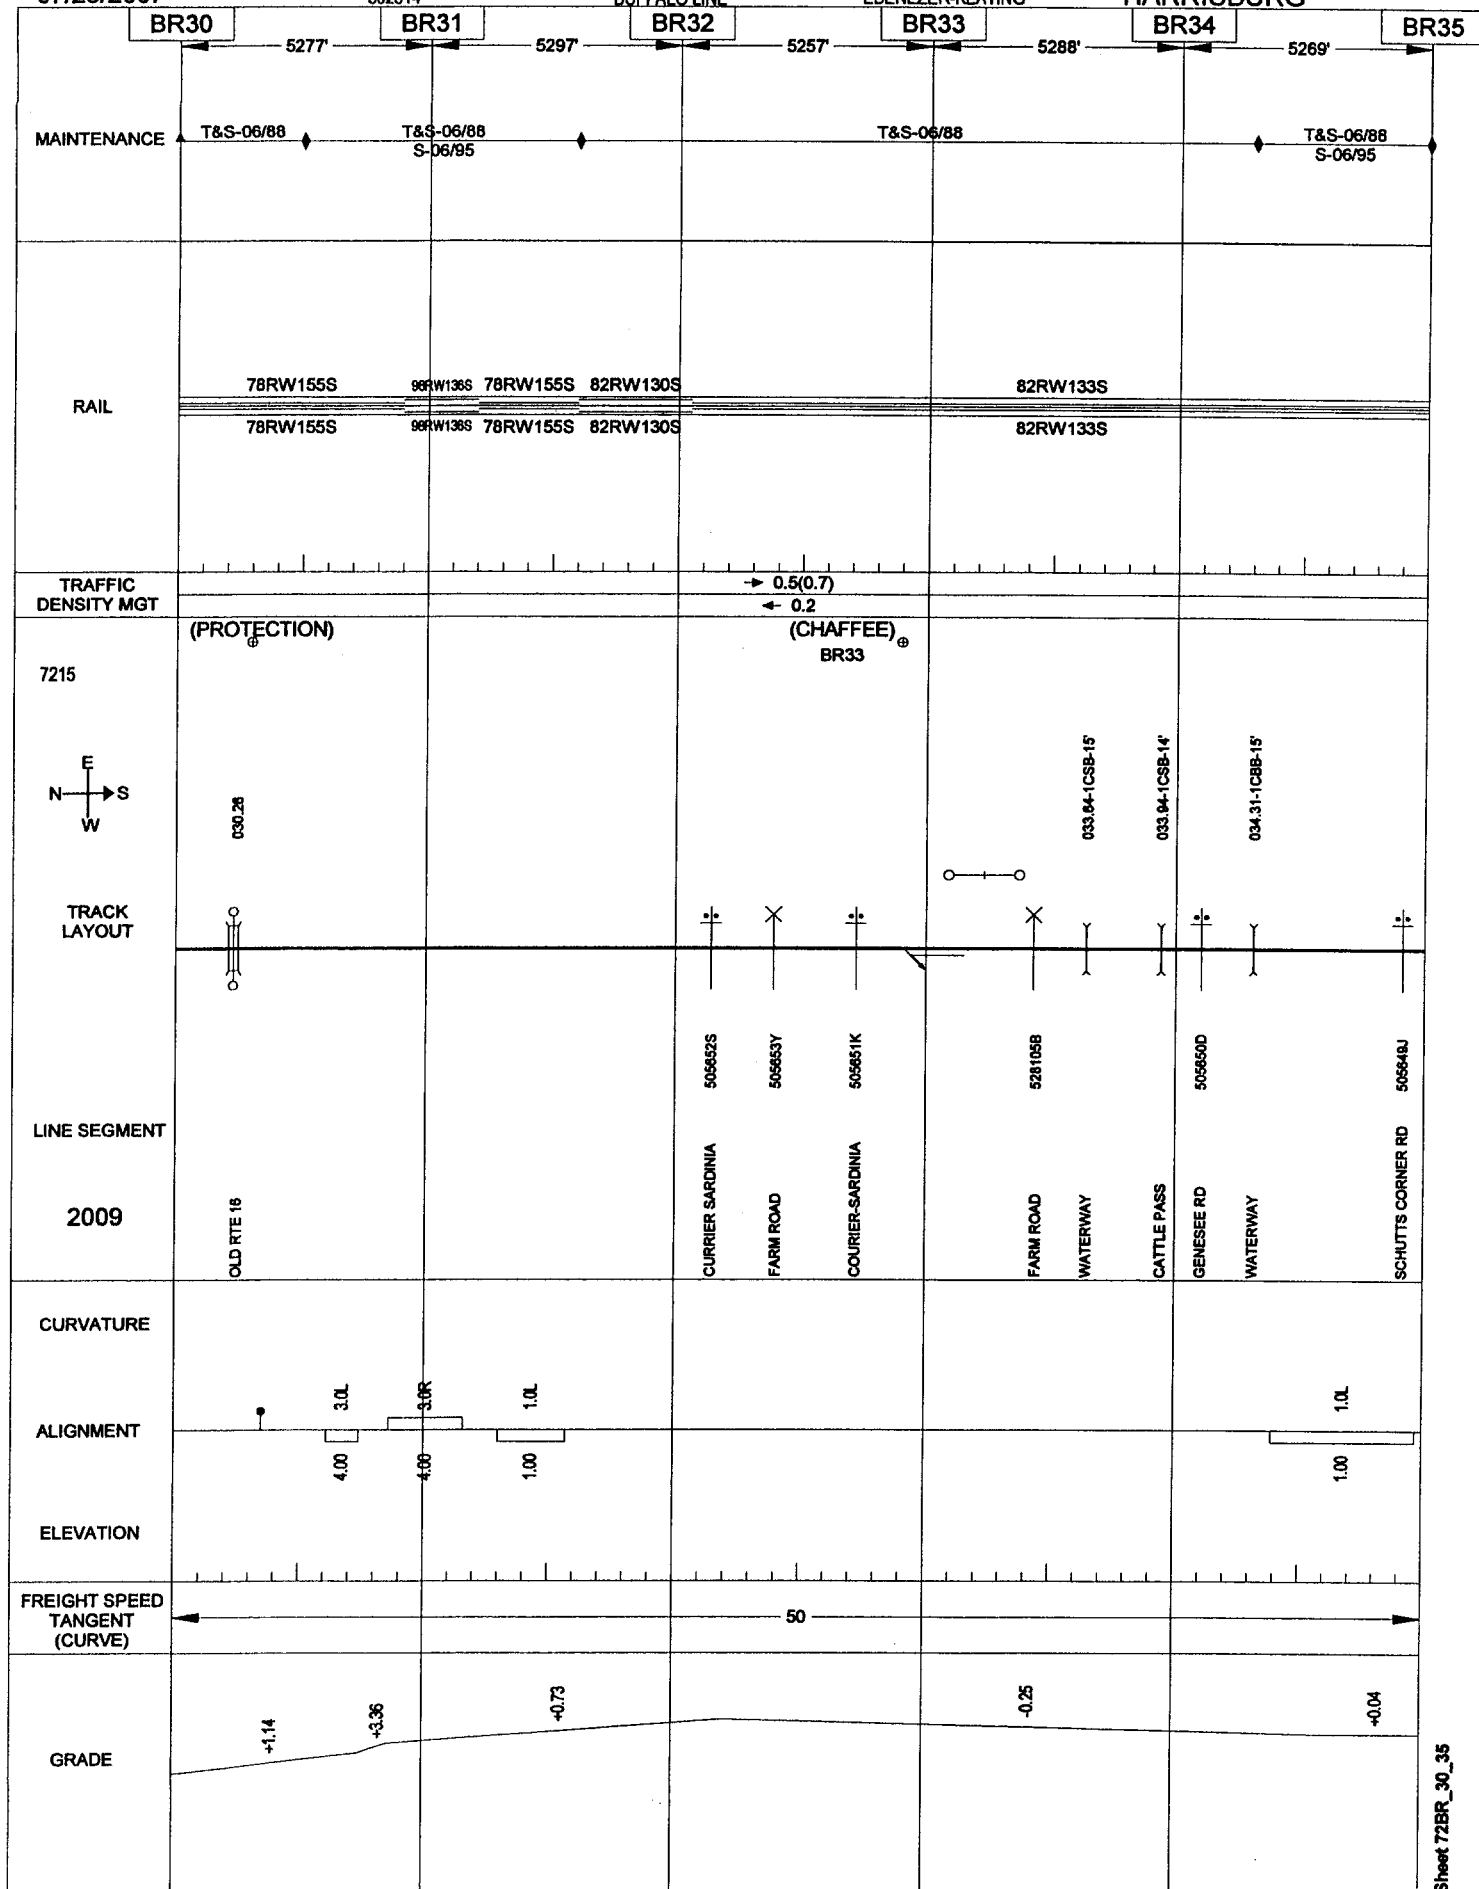 BR30 BR31 BR32 BR33 BR34 BR35
5277' 5297' 5257' 5288' 5269'
MAINTENANCE
T&S-06/88 T&S-06/88 T&S-06/88 T&S-06/88
S-06/95 S-06/95
78RW155S 98RW136S 78RW155S 82RW130S 82RW133S
RAIL
78RW155S 98RW136S 78RW155S 82RW130S 82RW133S
TRAFFIC
DENSITY MGT
0.5(0.7)
0.2
(PROTECTION) (CHAFFEE)
BR33
7215
E
N S
W
030.26
033.64-1CSB-15'
033.94-1CSB-14'
034.31-1CBB-15'
TRACK
LAYOUT
505652S
505653Y
505651K
528105B
505650D
505649J
LINE SEGMENT
2009
OLD RTE 16
CURRIER SARDINIA
FARM ROAD
COURIER-SARDINIA
FARM ROAD
WATERWAY
CATTLE PASS
GENESEE RD
WATERWAY
SCHUTTS CORNER RD
CURVATURE
3.0L 3.0R 1.0L 1.0L
ALIGNMENT
4.00 4.00 1.00 1.00
ELEVATION
FREIGHT SPEED
TANGENT
(CURVE)
50
GRADE
+1.14 +3.36 +0.73 -0.25 +0.04
Sheet 72BR_30_35